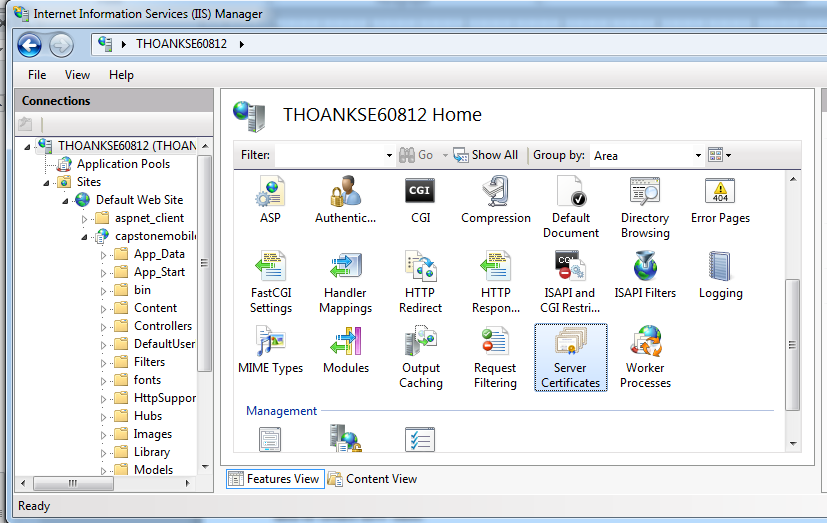 Internet Information Services (IIS) Manager
THOANKSE60812
File View Help
Connections
THOANKSE60812 (THOAN
Application Pools
Sites
Default Web Site
aspnet_client
capstonemobile
App_Data
App_Start
bin
Content
Controllers
DefaultUser
Filters
fonts
HttpSuppor
Hubs
Images
Library
Models
THOANKSE60812 Home
Filter: Go Show All Group by: Area
ASP
Authentic...
CGI
CGI
Compression
Default
Document
Directory
Browsing
404
Error Pages
FastCGI
Settings
Handler
Mappings
HTTP
Redirect
HTTP
Respon...
ISAPI and
CGI Restri...
ISAPI Filters
Logging
MIME Types
Modules
Output
Caching
Request
Filtering
Server
Certificates
Worker
Processes
Management
Features View Content View
Ready